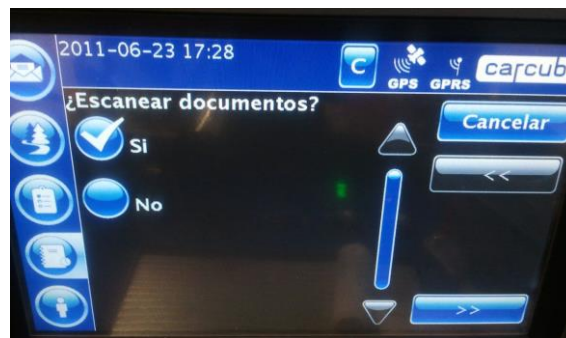 2011-06-23 17:28
C
GPS
GPRS
carcub
¿Escanear documentos?
Cancelar
Si
<<
No
>>